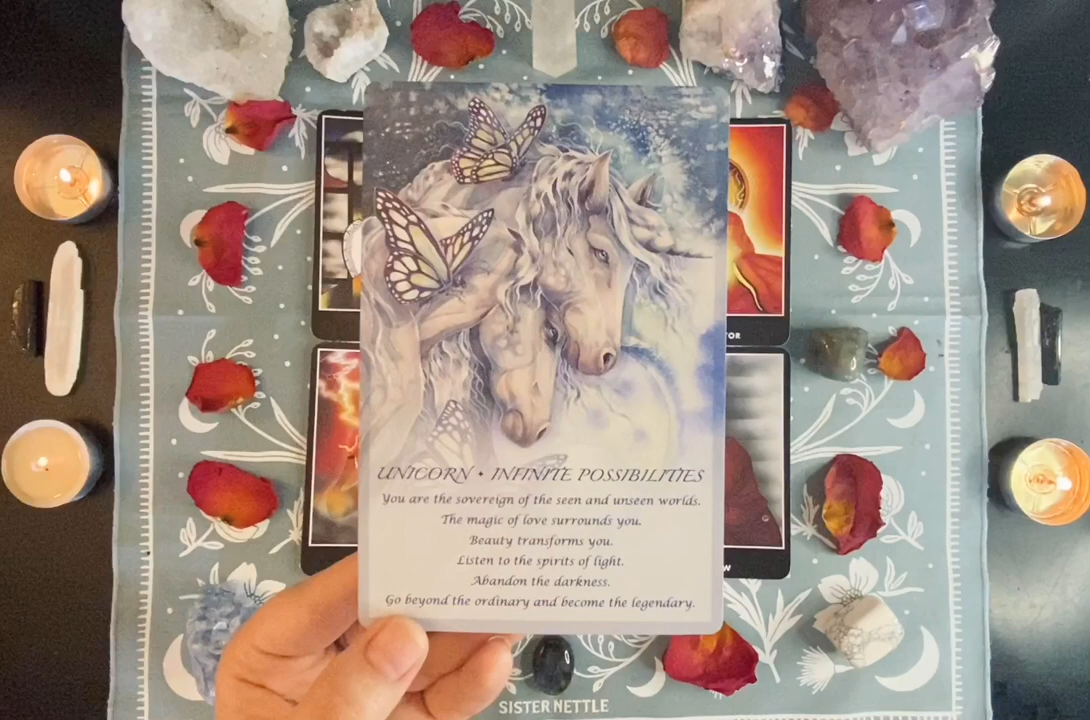 UNICORN • INFINITE POSSIBILITIES
You are the sovereign of the seen and unseen worlds.
The magic of love surrounds you.
Beauty transforms you.
Listen to the spirits of light.
Abandon the darkness.
Go beyond the ordinary and become the legendary.
TOR
W
SISTER NETTLE